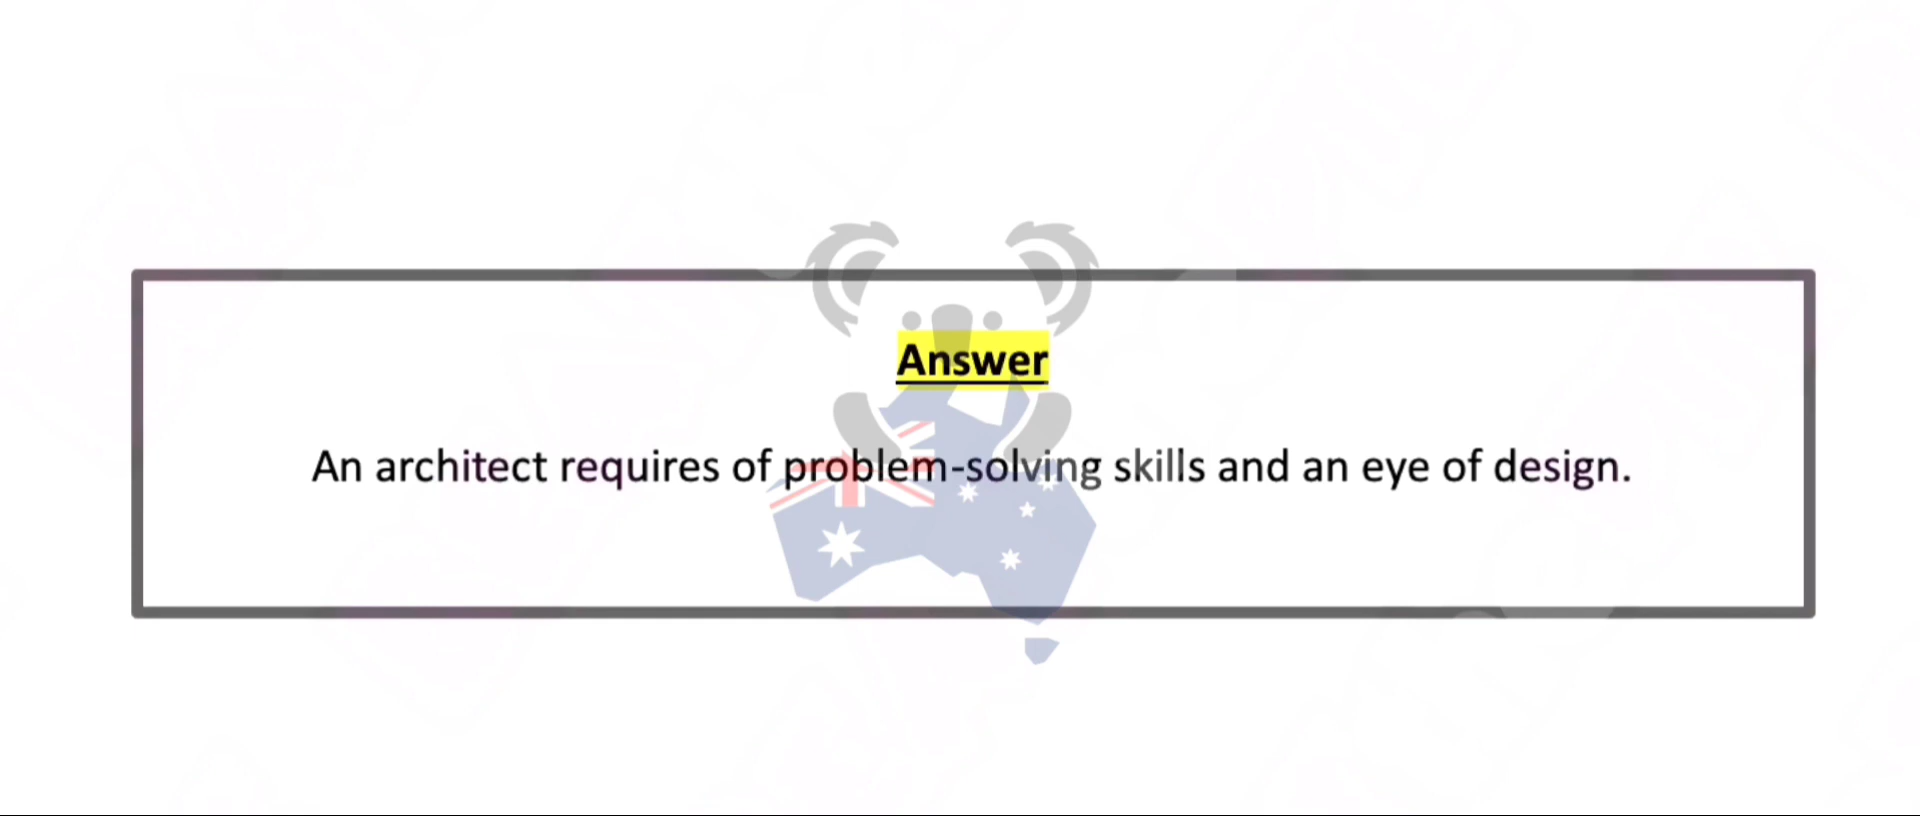 Answer
An architect requires of problem-solving skills and an eye of design.